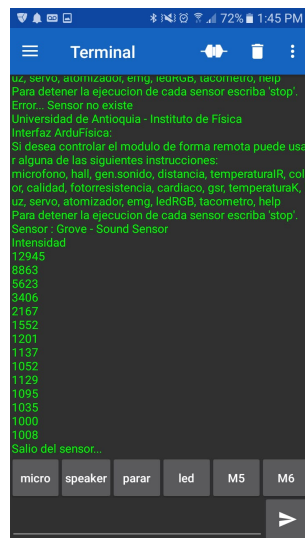 72% 1:45 PM
Terminal
uz, servo, atomizador, emg, ledRGB, tacometro, help
Para detener la ejecucion de cada sensor escriba 'stop'.
Error... Sensor no existe
Universidad de Antioquia - Instituto de Física
Interfaz ArduFísica:
Si desea controlar el modulo de forma remota puede usa
r alguna de las siguientes instrucciones:
microfono, hall, gen.sonido, distancia, temperaturaIR, col
or, calidad, fotorresistencia, cardiaco, gsr, temperaturaK,
uz, servo, atomizador, emg, ledRGB, tacometro, help
Para detener la ejecucion de cada sensor escriba 'stop'.
Sensor : Grove - Sound Sensor
Intensidad
12945
8863
5623
3406
2167
1552
1201
1137
1052
1129
1095
1035
1000
1008
Salio del sensor...
micro speaker parar led M5 M6